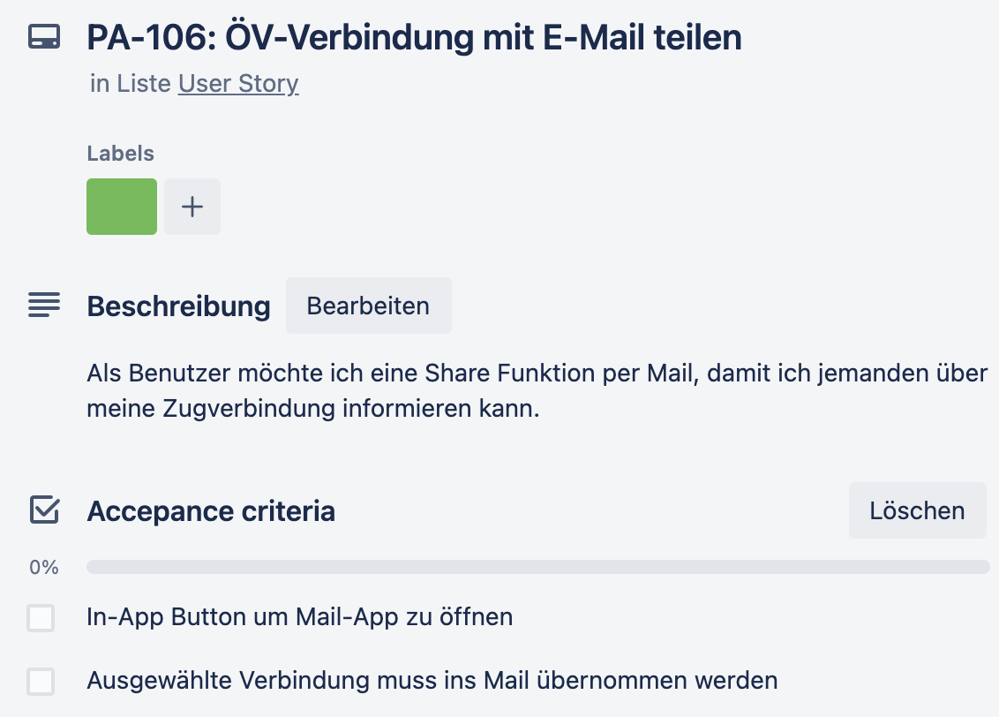 PA-106: ÖV-Verbindung mit E-Mail teilen
in Liste User Story
Labels
Beschreibung Bearbeiten
Als Benutzer möchte ich eine Share Funktion per Mail, damit ich jemanden über
meine Zugverbindung informieren kann.
Accepance criteria Löschen
0%
In-App Button um Mail-App zu öffnen
Ausgewählte Verbindung muss ins Mail übernommen werden